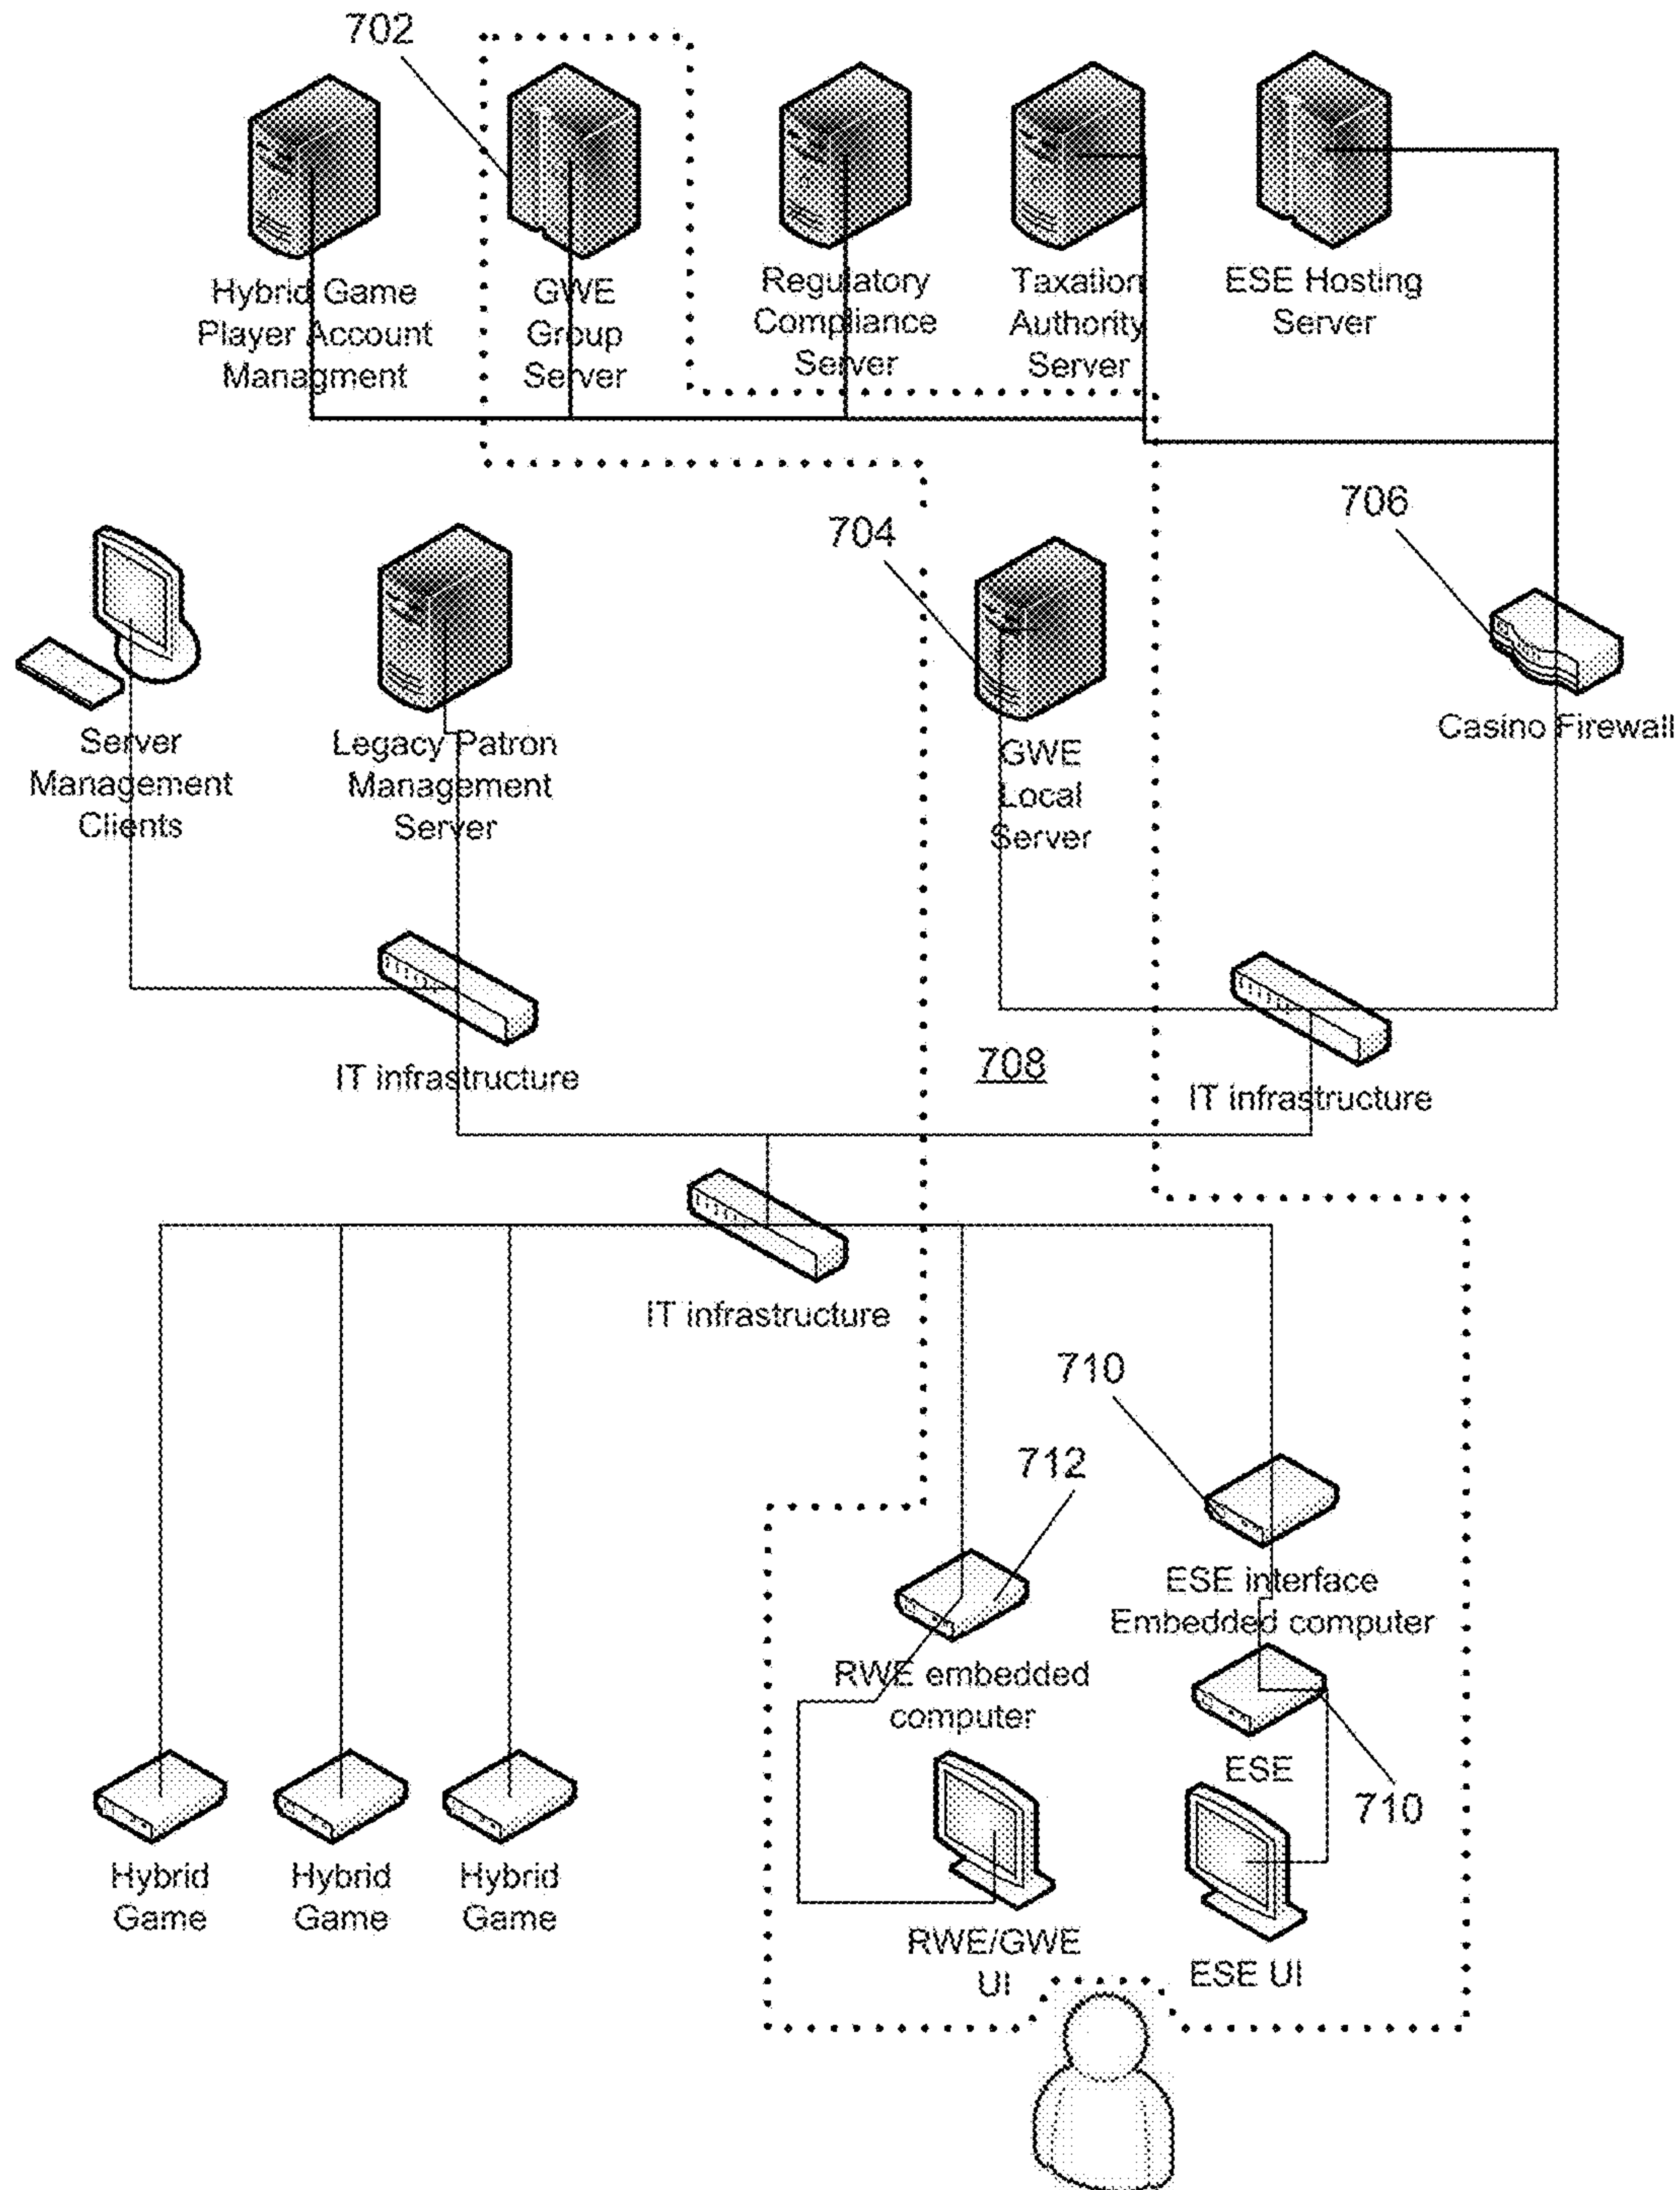 702
Hybrid Game
Player Account
Managment
GWE
Group
Server
Regulatory
Compliance
Server
Taxation
Authority
Server
ESE Hosting
Server
704
706
Server
Management
Clients
Legacy Patron
Management
Server
GWE
Local
Server
Casino Firewall
IT infrastructure
708
IT infrastructure
IT infrastructure
710
712
ESE interface
Embedded computer
RWE embedded
computer
ESE
710
Hybrid
Game
Hybrid
Game
Hybrid
Game
RWE/GWE
UI
ESE UI